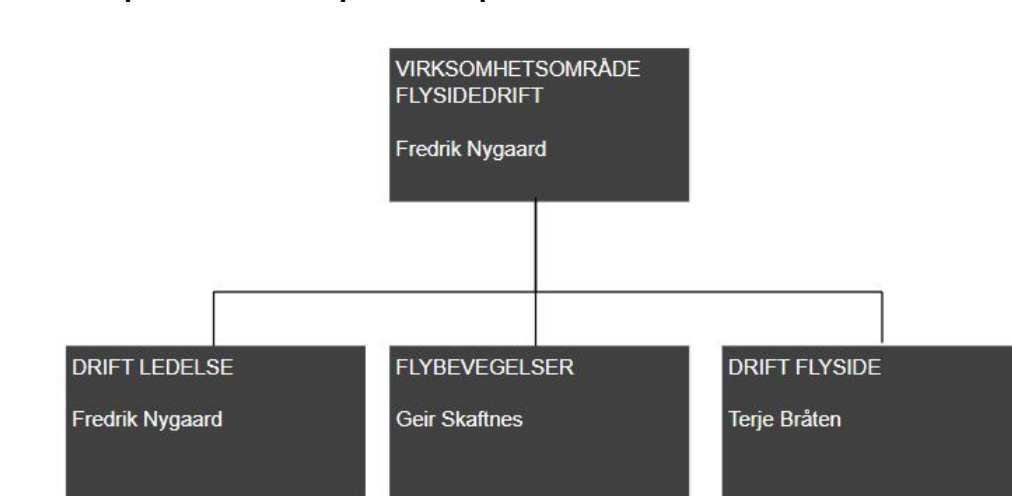 VIRKSOMHETSOMRÅDE
FLYSIDEDRIFT
Fredrik Nygaard
DRIFT LEDELSE
Fredrik Nygaard
FLYBEVEGELSER
Geir Skaftnes
DRIFT FLYSIDE
Terje Bråten